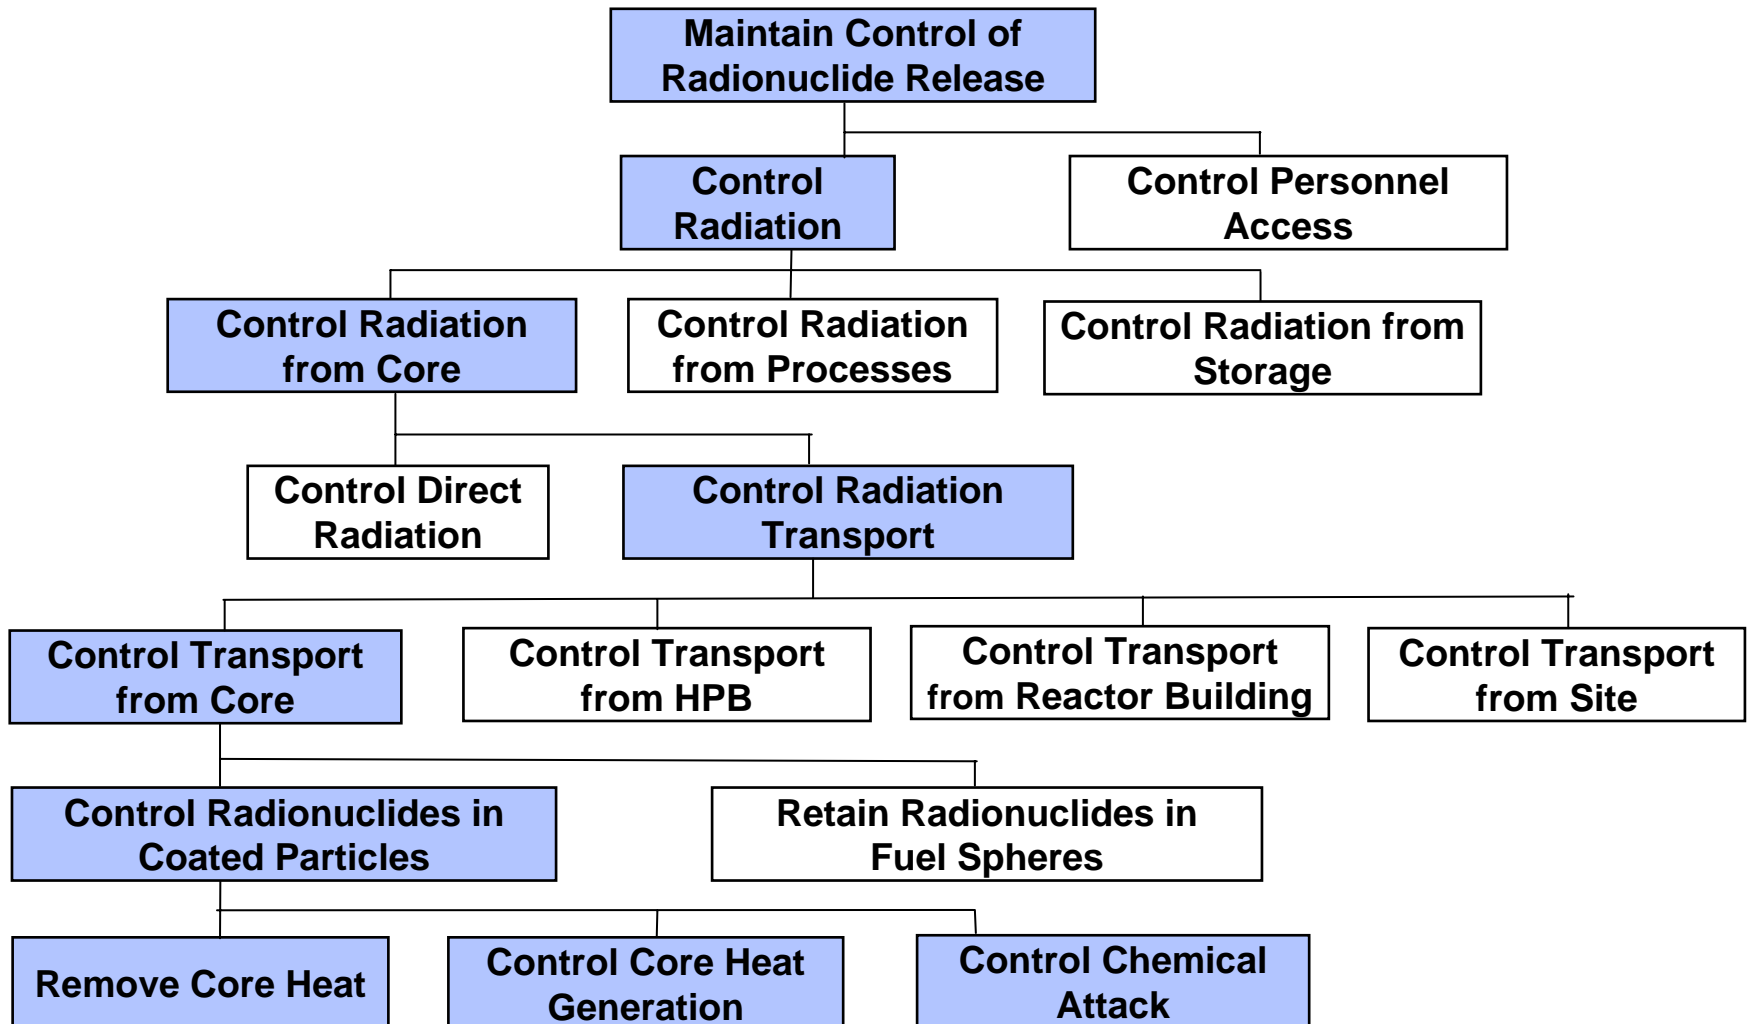 Maintain Control of
Radionuclide Release
Control
Radiation
Control Personnel
Access
Control Radiation
from Core
Control Radiation
from Processes
Control Radiation from
Storage
Control Direct
Radiation
Control Radiation
Transport
Control Transport
from Core
Control Transport
from HPB
Control Transport
from Reactor Building
Control Transport
from Site
Control Radionuclides in
Coated Particles
Retain Radionuclides in
Fuel Spheres
Remove Core Heat
Control Core Heat
Generation
Control Chemical
Attack